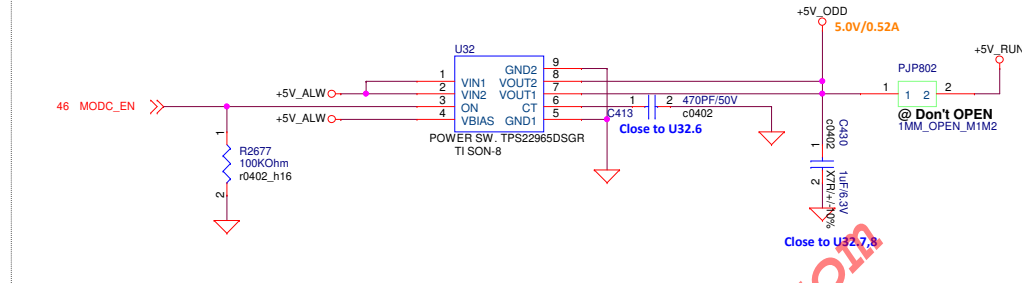 +5V_ODD
5.0V/0.52A
+5V_RUN
U32
PJP802
1 VIN1 GND2 9
2 VIN2 VOUT2 8
3 ON VOUT1 7
CT 6
4 VBIAS GND1 5
+5V_ALW
46 MODC_EN
+5V_ALW
1 2 470PF/50V
C413 c0402
Close to U32.6
POWER SW. TPS22965DSGR
TI SON-8
1 1 2 2
@ Don't OPEN
1MM_OPEN_M1M2
1
R2677
100KOhm
r0402_h16
2
C430
c0402
1
2
1uF/6.3V
X7R/+/-10%
Close to U32.7,8
om